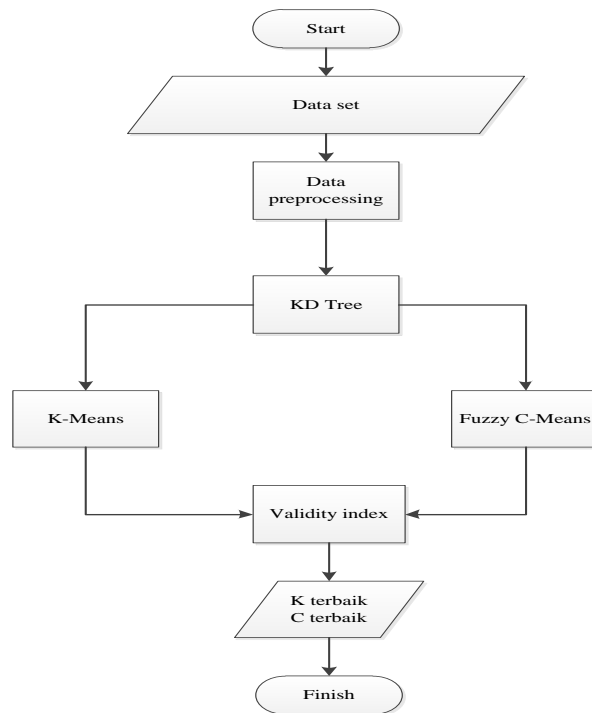 Start
Data set
Data
preprocessing
KD Tree
K-Means
Fuzzy C-Means
Validity index
K terbaik
C terbaik
Finish